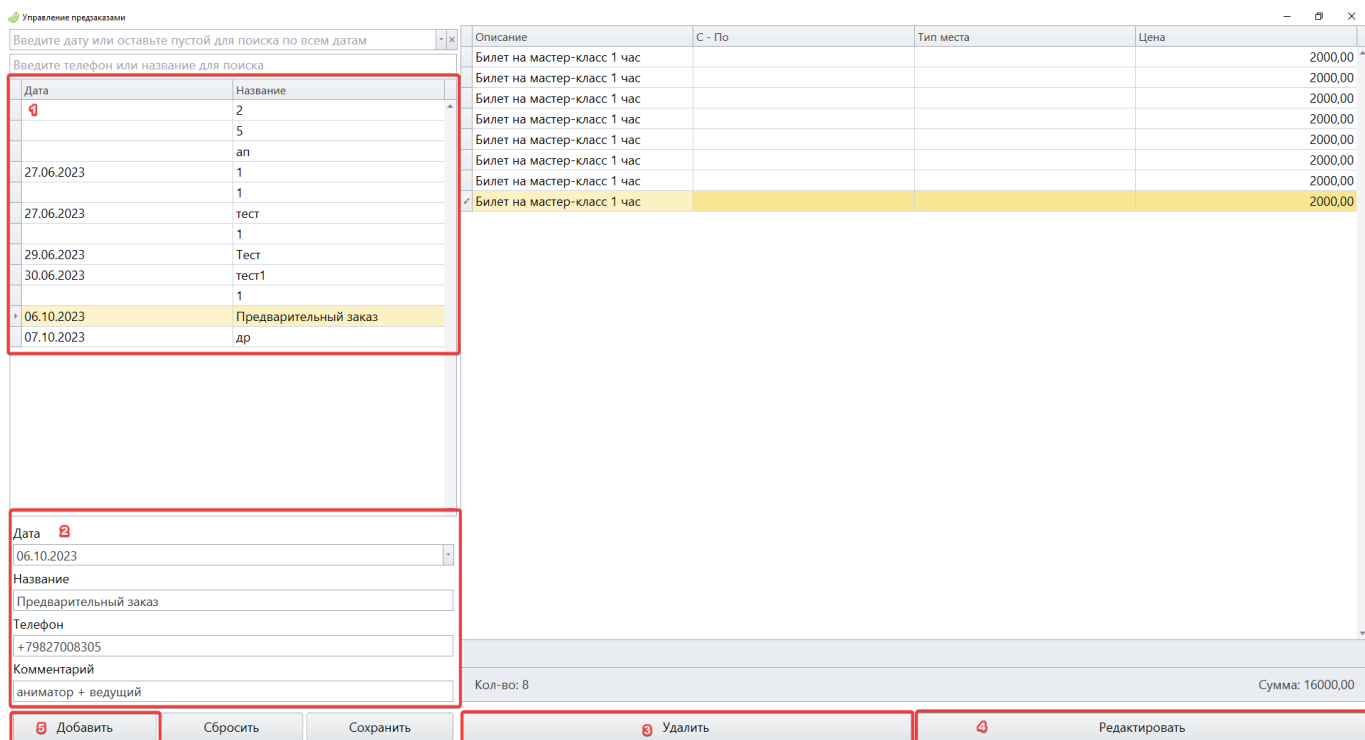 Управление предзаказами
Введите дату или оставьте пустой для поиска по всем датам
Введите телефон или название для поиска
Дата Название
1 2
5
ап
27.06.2023 1
1
27.06.2023 тест
1
29.06.2023 Тест
30.06.2023 тест1
1
06.10.2023 Предварительный заказ
07.10.2023 др
Дата 2
06.10.2023
Название
Предварительный заказ
Телефон
+79827008305
Комментарий
аниматор + ведущий
5 Добавить Сбросить Сохранить
Описание С - По Тип места Цена
Билет на мастер-класс 1 час 2000,00
Билет на мастер-класс 1 час 2000,00
Билет на мастер-класс 1 час 2000,00
Билет на мастер-класс 1 час 2000,00
Билет на мастер-класс 1 час 2000,00
Билет на мастер-класс 1 час 2000,00
Билет на мастер-класс 1 час 2000,00
Билет на мастер-класс 1 час 2000,00
Кол-во: 8 Сумма: 16000,00
3 Удалить 4 Редактировать